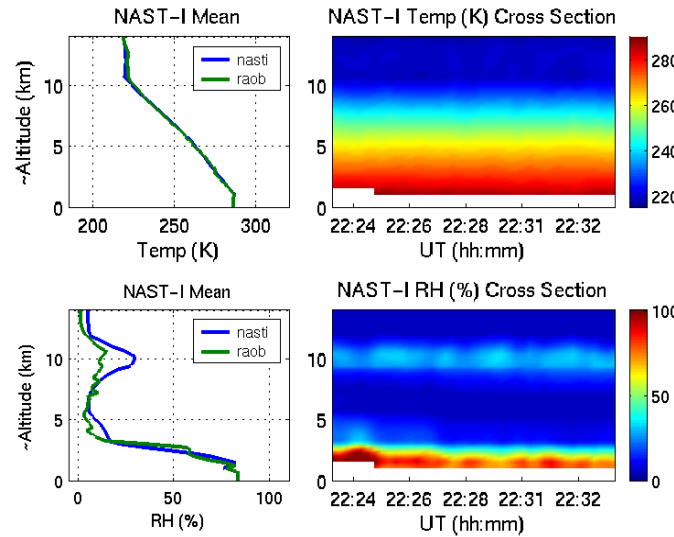 NAST-I Mean
nasti
raob
~Altitude (km)
10
5
0
200
250
300
Temp (K)
NAST-I Temp (K) Cross Section
10
5
0
22:24
22:26
22:28
22:31
22:32
UT (hh:mm)
280
260
240
220
NAST-I Mean
nasti
raob
~Altitude (km)
10
5
0
0
50
100
RH (%)
NAST-I RH (%) Cross Section
10
5
0
22:24
22:26
22:28
22:31
22:32
UT (hh:mm)
100
50
0